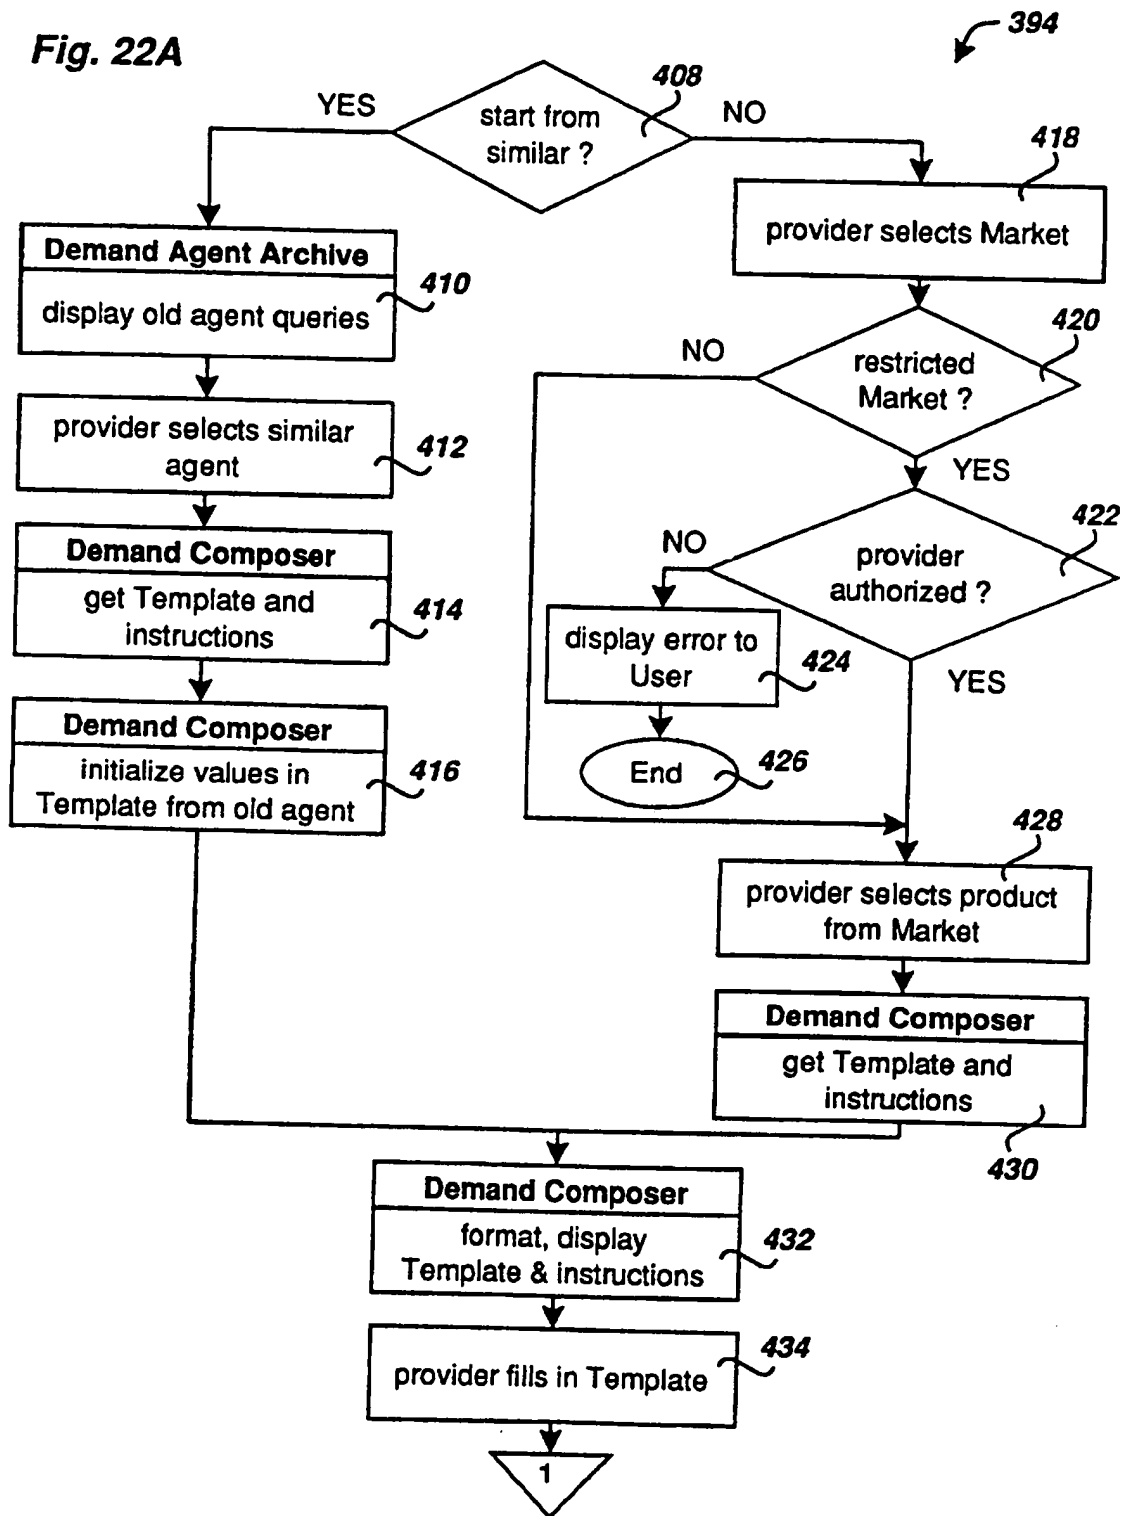 Fig. 22A
394
408
YES
start from
similar ?
NO
418
provider selects Market
Demand Agent Archive
display old agent queries
410
420
NO
restricted
Market ?
YES
provider selects similar
agent
412
422
NO
provider
authorized ?
YES
Demand Composer
get Template and
instructions
414
display error to
User
424
End
426
Demand Composer
initialize values in
Template from old agent
416
428
provider selects product
from Market
Demand Composer
get Template and
instructions
430
Demand Composer
format, display
Template & instructions
432
provider fills in Template
434
1